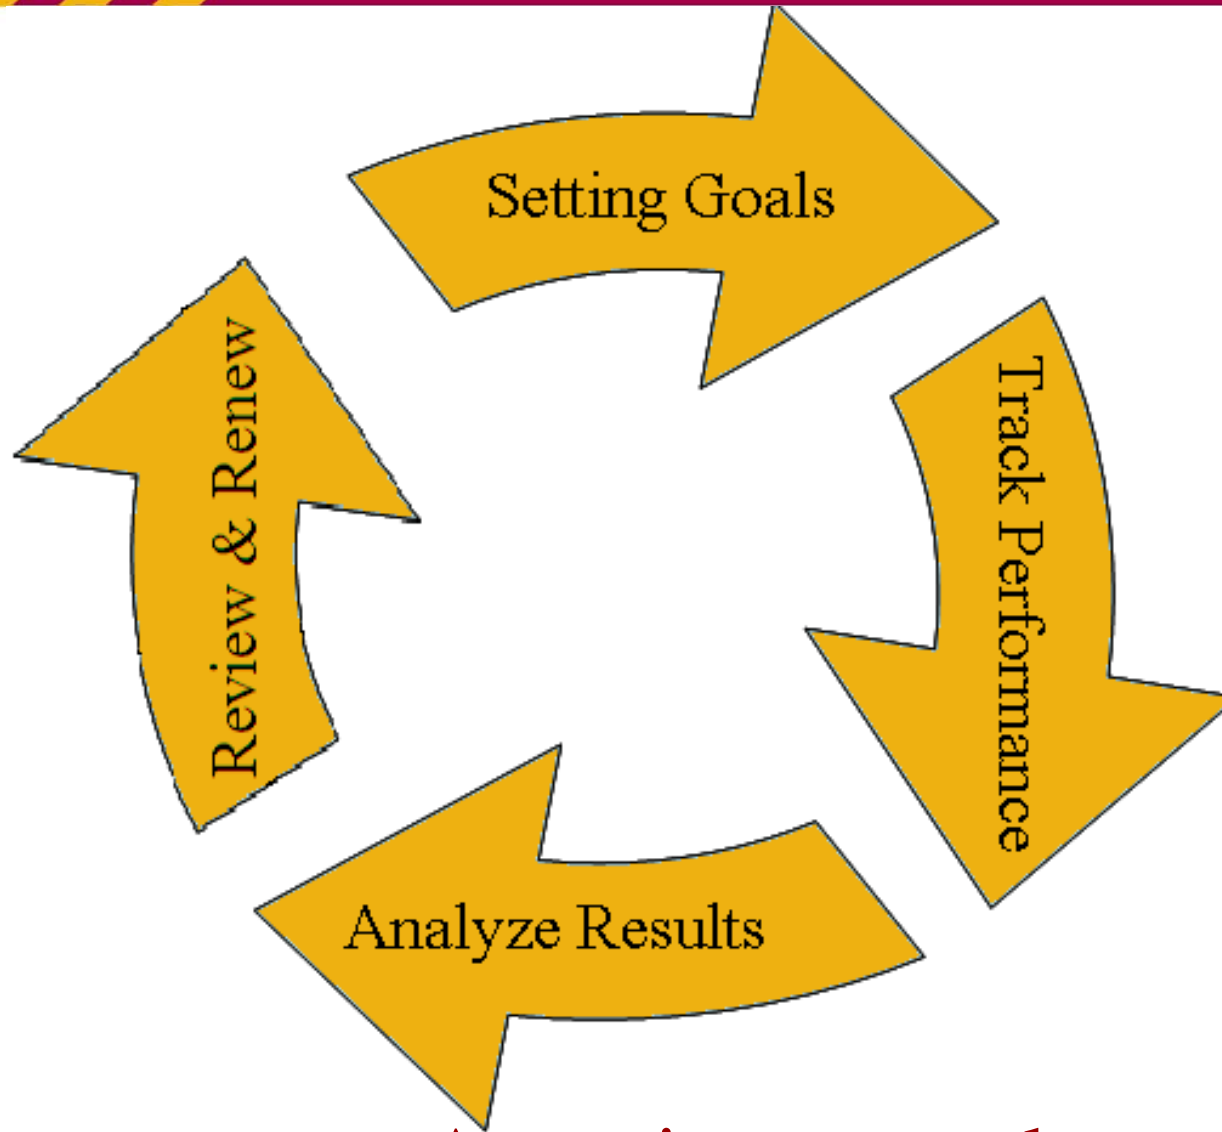 Setting Goals
Track Performance
Analyze Results
Review & Renew